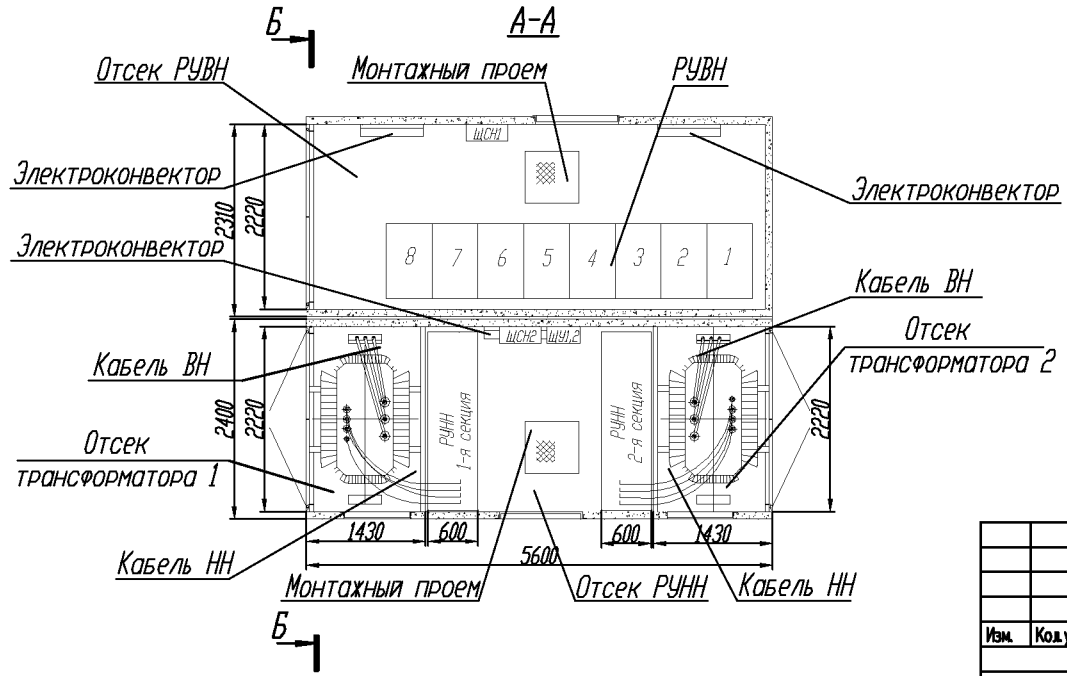 Б
А-А
Отсек РУВН
Монтажный проем
РУВН
ЩСН1
Электроконвектор
Электроконвектор
2310
2220
Электроконвектор
8 7 6 5 4 3 2 1
Кабель ВН
ЩСН2
ЩУ1,2
Отсек
трансформатора 2
Кабель ВН
2400
2220
РУНН
1-я секция
РУНН
2-я секция
2220
Отсек
трансформатора 1
1430
600
600
1430
5600
Кабель НН
Монтажный проем
Отсек РУНН
Кабель НН
Б
Изм.
Кол.у